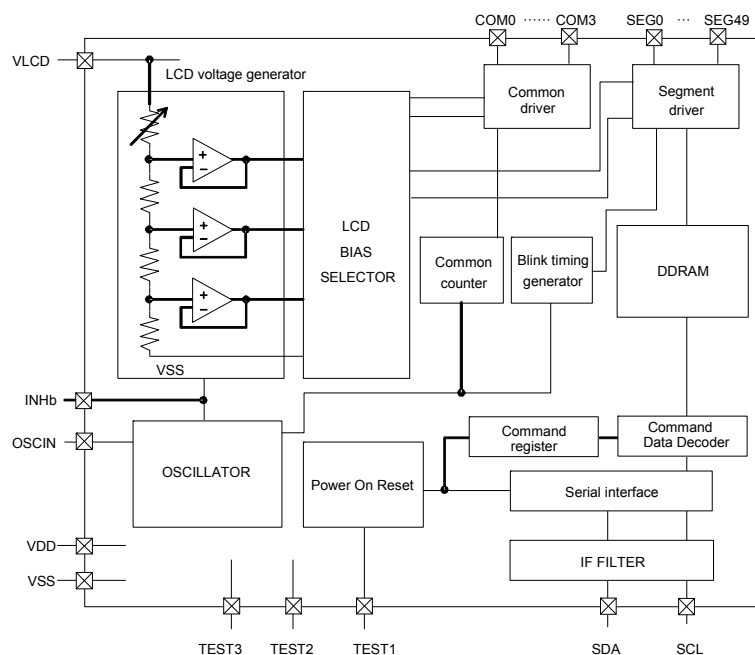 COM0 ······ COM3 SEG0 ··· SEG49
VLCD
LCD voltage generator
Common
driver
Segment
driver
+
−
+
−
+
−
LCD
BIAS
SELECTOR
Common
counter
Blink timing
generator
DDRAM
VSS
INHb
OSCIN
OSCILLATOR
Power On Reset
Command
register
Command
Data Decoder
Serial interface
IF FILTER
VDD
VSS
TEST3 TEST2 TEST1 SDA SCL